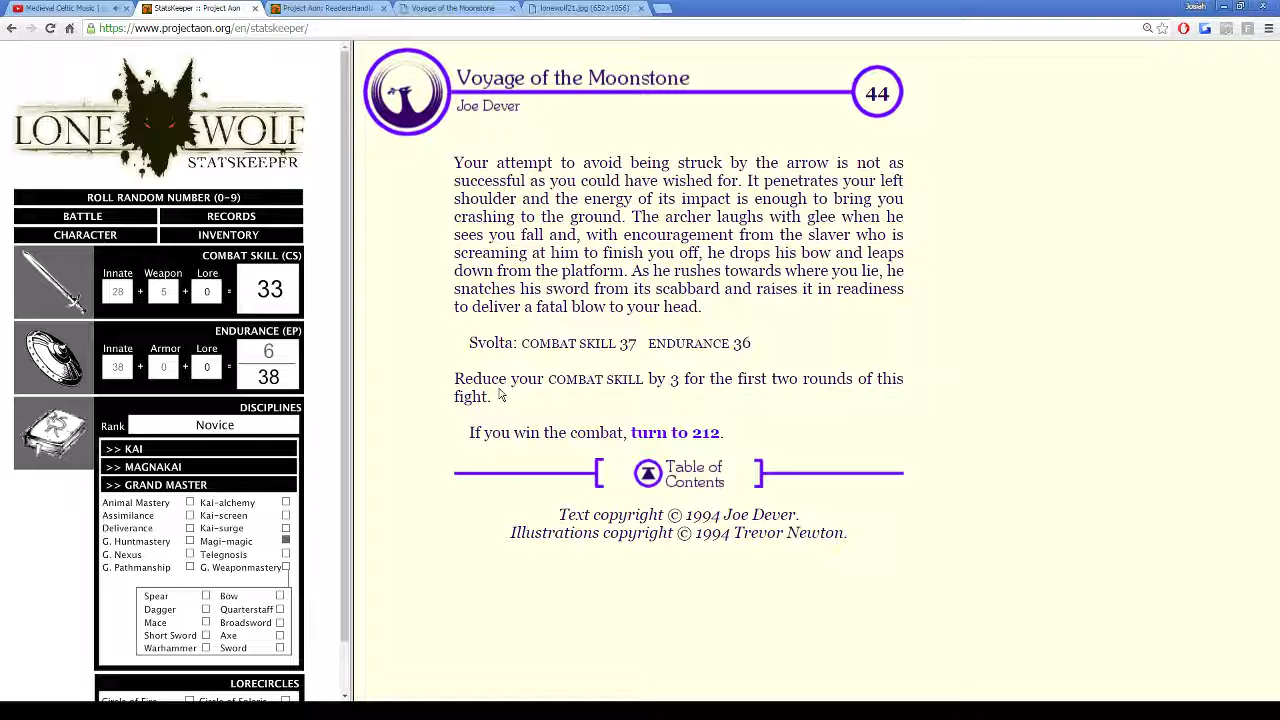 Medieval Celtic Music |
StatsKeeper :: Project Aon
Project Aon: ReadersHandb
Voyage of the Moonstone
lonewolf21.jpg (652×1056)
Josiah
https://www.projectaon.org/en/statskeeper/
LONE WOLF
STATSKEEPER
ROLL RANDOM NUMBER (0-9)
BATTLE RECORDS
CHARACTER INVENTORY
COMBAT SKILL (CS)
Innate Weapon Lore
28 + 5 + 0 = 33
ENDURANCE (EP)
Innate Armor Lore
6
38 + 0 + 0 = 38
DISCIPLINES
Rank Novice
>> KAI
>> MAGNAKAI
>> GRAND MASTER
Animal Mastery Kai-alchemy
Assimilance Kai-screen
Deliverance Kai-surge
G. Huntmastery Magi-magic
G. Nexus Telegnosis
G. Pathmanship G. Weaponmastery
Spear Bow
Dagger Quarterstaff
Mace Broadsword
Short Sword Axe
Warhammer Sword
LORECIRCLES
Circle of Fire Circle of Solaris
Voyage of the Moonstone
Joe Dever
44
Your attempt to avoid being struck by the arrow is not as
successful as you could have wished for. It penetrates your left
shoulder and the energy of its impact is enough to bring you
crashing to the ground. The archer laughs with glee when he
sees you fall and, with encouragement from the slaver who is
screaming at him to finish you off, he drops his bow and leaps
down from the platform. As he rushes towards where you lie, he
snatches his sword from its scabbard and raises it in readiness
to deliver a fatal blow to your head.
Svolta: COMBAT SKILL 37 ENDURANCE 36
Reduce your COMBAT SKILL by 3 for the first two rounds of this
fight.
If you win the combat, turn to 212.
Table of
Contents
Text copyright © 1994 Joe Dever.
Illustrations copyright © 1994 Trevor Newton.